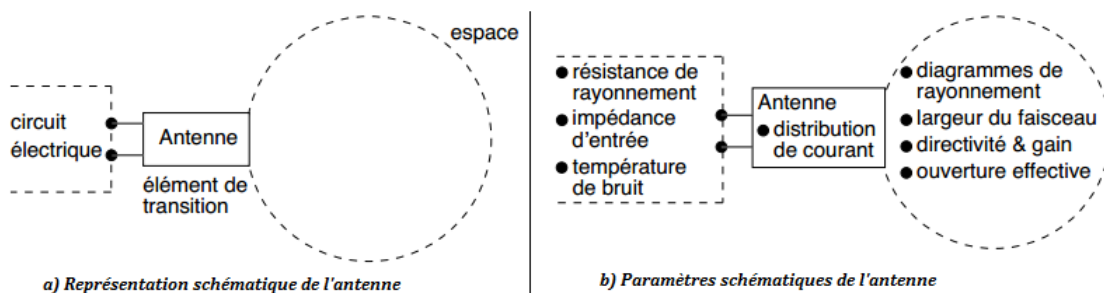 espace
circuit
électrique
Antenne
élément de
transition
a) Représentation schématique de l'antenne
● résistance de
rayonnement
● impédance
d'entrée
● température
de bruit
Antenne
● distribution
de courant
● diagrammes de
rayonnement
● largeur du faisceau
● directivité & gain
● ouverture effective
b) Paramètres schématiques de l'antenne